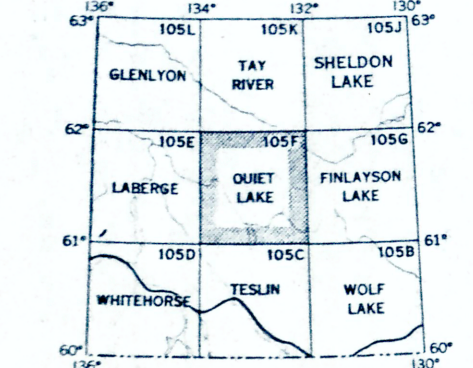 136° 134° 132° 130°
63° 105L 105K 105J 63°
GLENLYON TAY RIVER SHELDON LAKE
62° 62°
105E 105F 105G
LABERGE QUIET LAKE FINLAYSON LAKE
61° 61°
105D 105C 105B
WHITEHORSE TESLIN WOLF LAKE
60° 60°
136° 130°